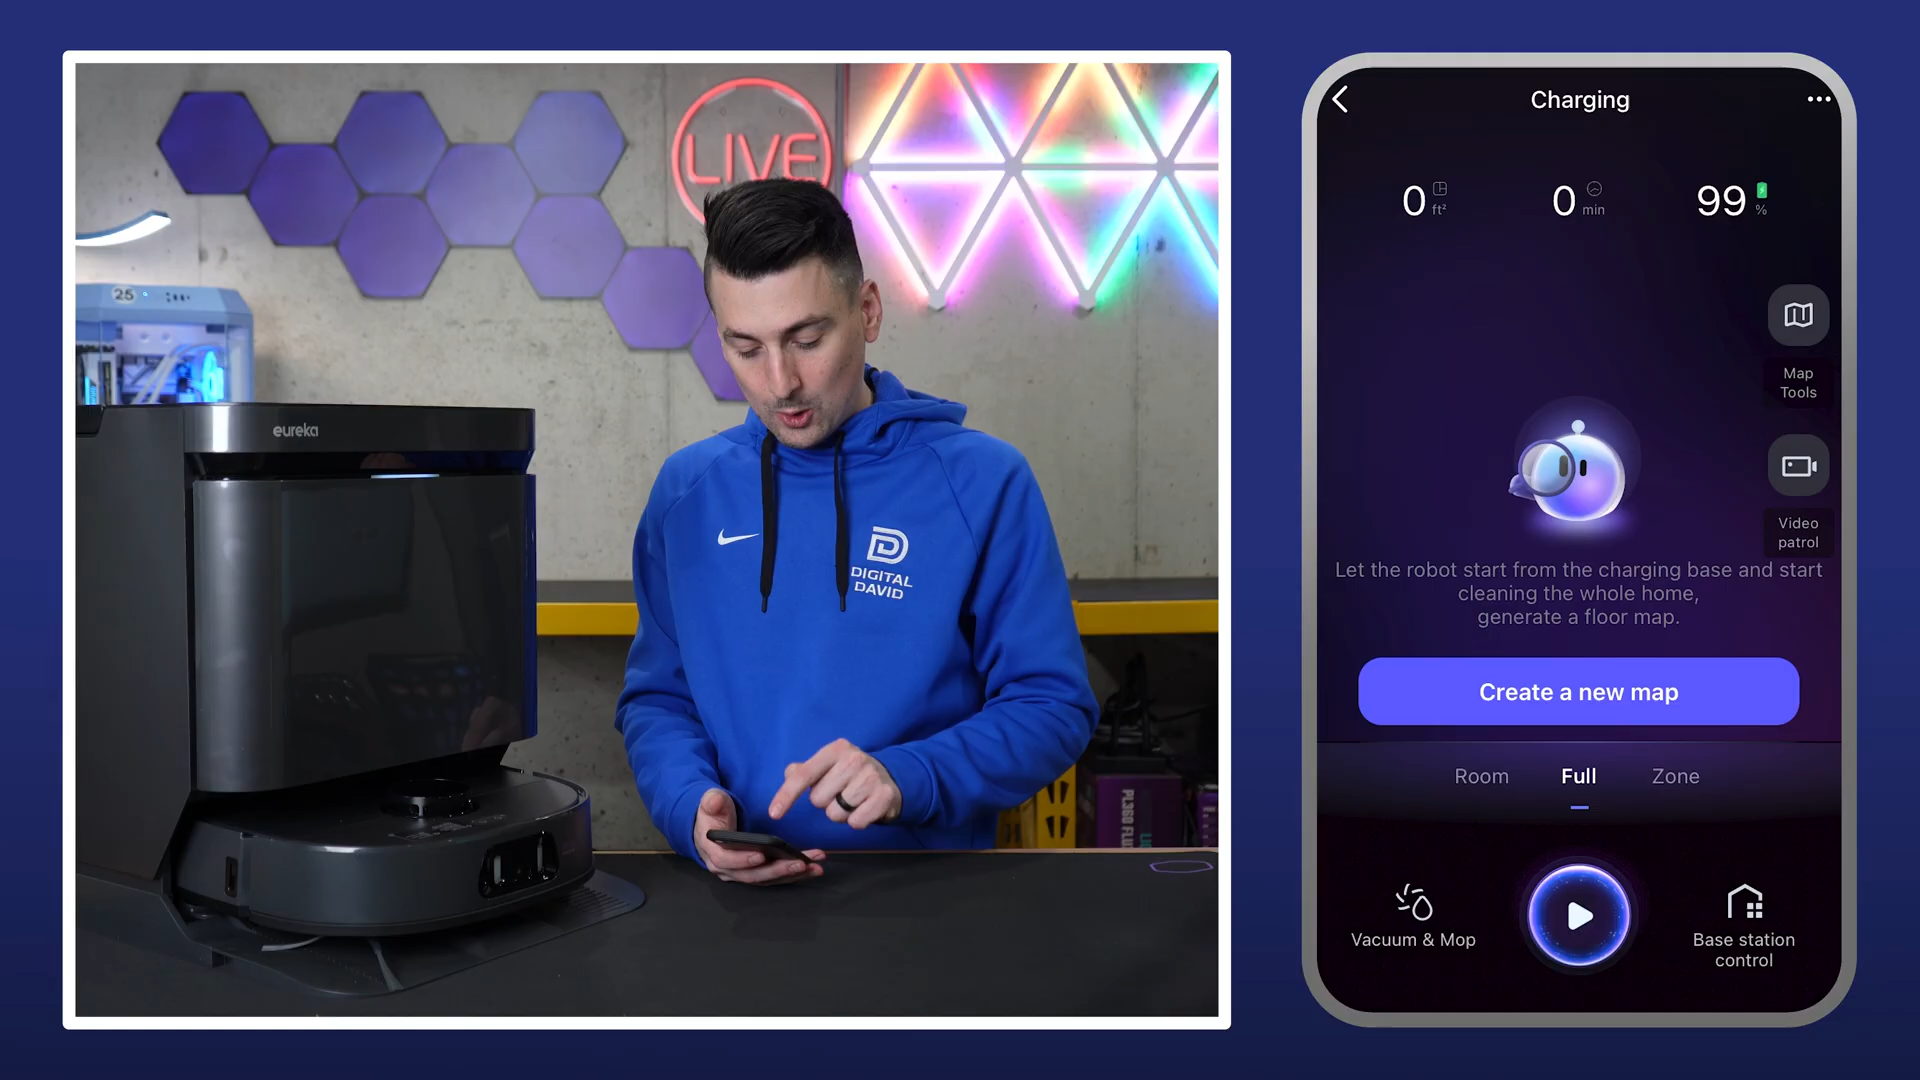 LIVE
25
eureka
DIGITAL
DAVID
PL360 FLU
Charging
0 ft²
0 min
99 %
Map
Tools
Video
patrol
Let the robot start from the charging base and start
cleaning the whole home,
generate a floor map.
Create a new map
Room
Full
Zone
Vacuum & Mop
Base station
control